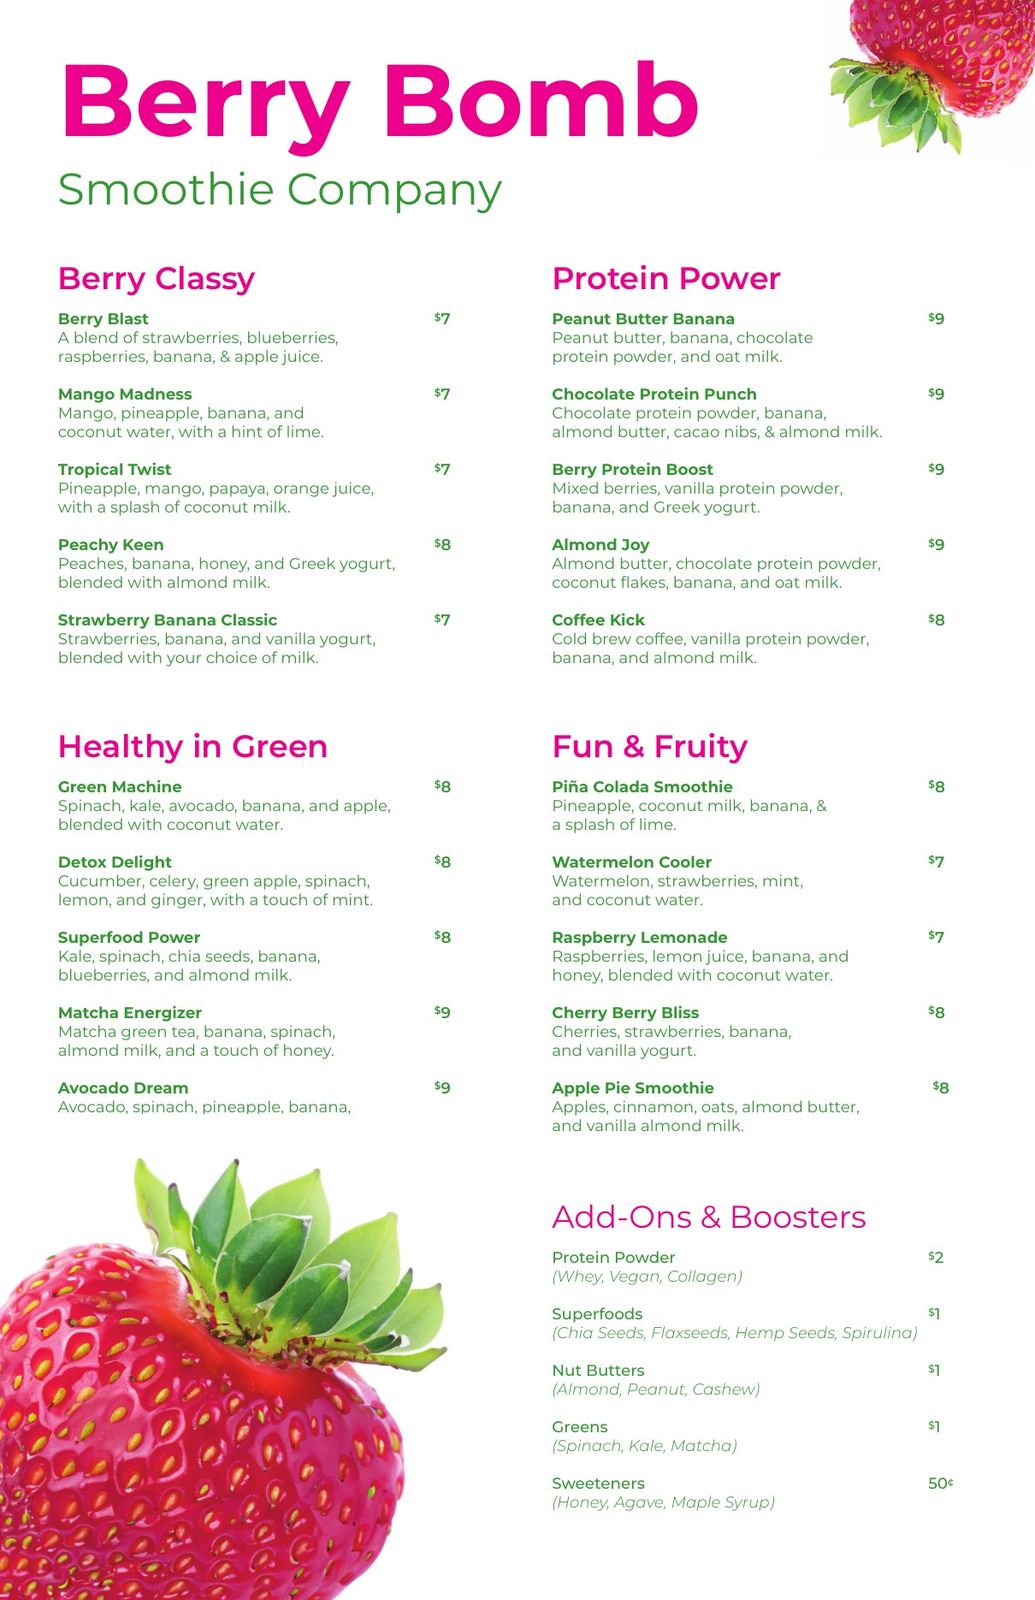 Berry Bomb
Smoothie Company
Berry Classy
Berry Blast $7
A blend of strawberries, blueberries,
raspberries, banana, & apple juice.
Mango Madness $7
Mango, pineapple, banana, and
coconut water, with a hint of lime.
Tropical Twist $7
Pineapple, mango, papaya, orange juice,
with a splash of coconut milk.
Peachy Keen $8
Peaches, banana, honey, and Greek yogurt,
blended with almond milk.
Strawberry Banana Classic $7
Strawberries, banana, and vanilla yogurt,
blended with your choice of milk.
Healthy in Green
Green Machine $8
Spinach, kale, avocado, banana, and apple,
blended with coconut water.
Detox Delight $8
Cucumber, celery, green apple, spinach,
lemon, and ginger, with a touch of mint.
Superfood Power $8
Kale, spinach, chia seeds, banana,
blueberries, and almond milk.
Matcha Energizer $9
Matcha green tea, banana, spinach,
almond milk, and a touch of honey.
Avocado Dream $9
Avocado, spinach, pineapple, banana,
Protein Power
Peanut Butter Banana $9
Peanut butter, banana, chocolate
protein powder, and oat milk.
Chocolate Protein Punch $9
Chocolate protein powder, banana,
almond butter, cacao nibs, & almond milk.
Berry Protein Boost $9
Mixed berries, vanilla protein powder,
banana, and Greek yogurt.
Almond Joy $9
Almond butter, chocolate protein powder,
coconut flakes, banana, and oat milk.
Coffee Kick $8
Cold brew coffee, vanilla protein powder,
banana, and almond milk.
Fun & Fruity
Piña Colada Smoothie $8
Pineapple, coconut milk, banana, &
a splash of lime.
Watermelon Cooler $7
Watermelon, strawberries, mint,
and coconut water.
Raspberry Lemonade $7
Raspberries, lemon juice, banana, and
honey, blended with coconut water.
Cherry Berry Bliss $8
Cherries, strawberries, banana,
and vanilla yogurt.
Apple Pie Smoothie $8
Apples, cinnamon, oats, almond butter,
and vanilla almond milk.
Add-Ons & Boosters
Protein Powder $2
(Whey, Vegan, Collagen)
Superfoods $1
(Chia Seeds, Flaxseeds, Hemp Seeds, Spirulina)
Nut Butters $1
(Almond, Peanut, Cashew)
Greens $1
(Spinach, Kale, Matcha)
Sweeteners 50¢
(Honey, Agave, Maple Syrup)